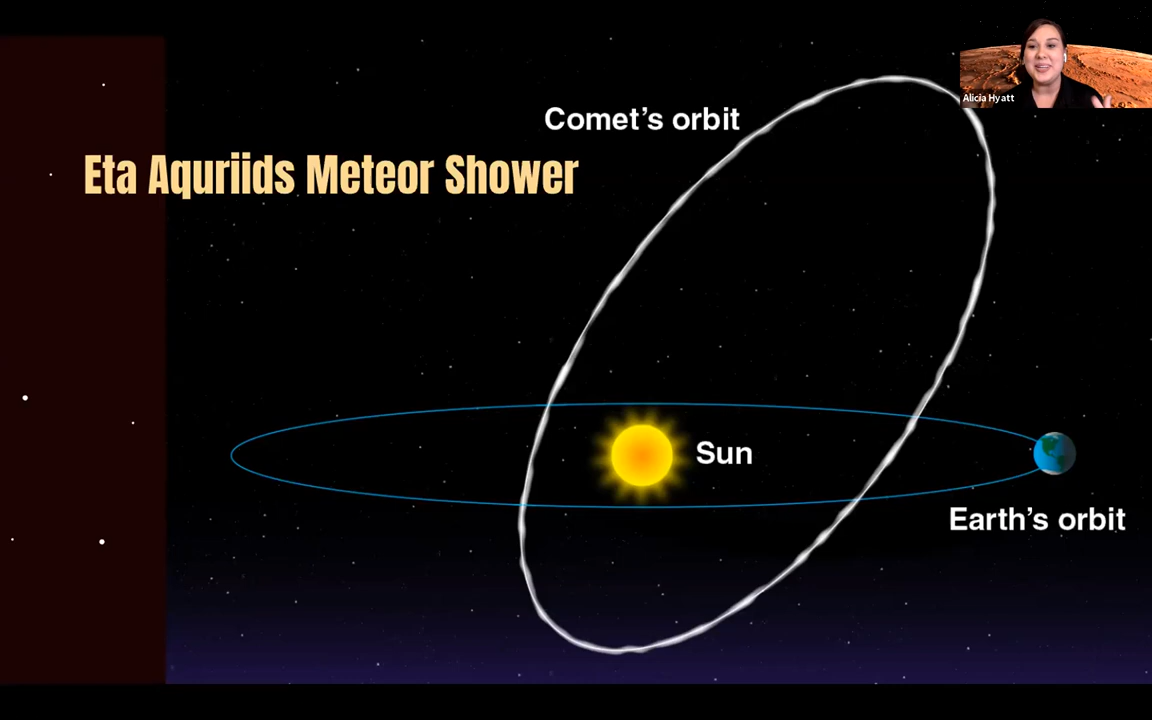 Alicia Hyatt
Comet's orbit
Eta Aquriids Meteor Shower
Sun
Earth's orbit